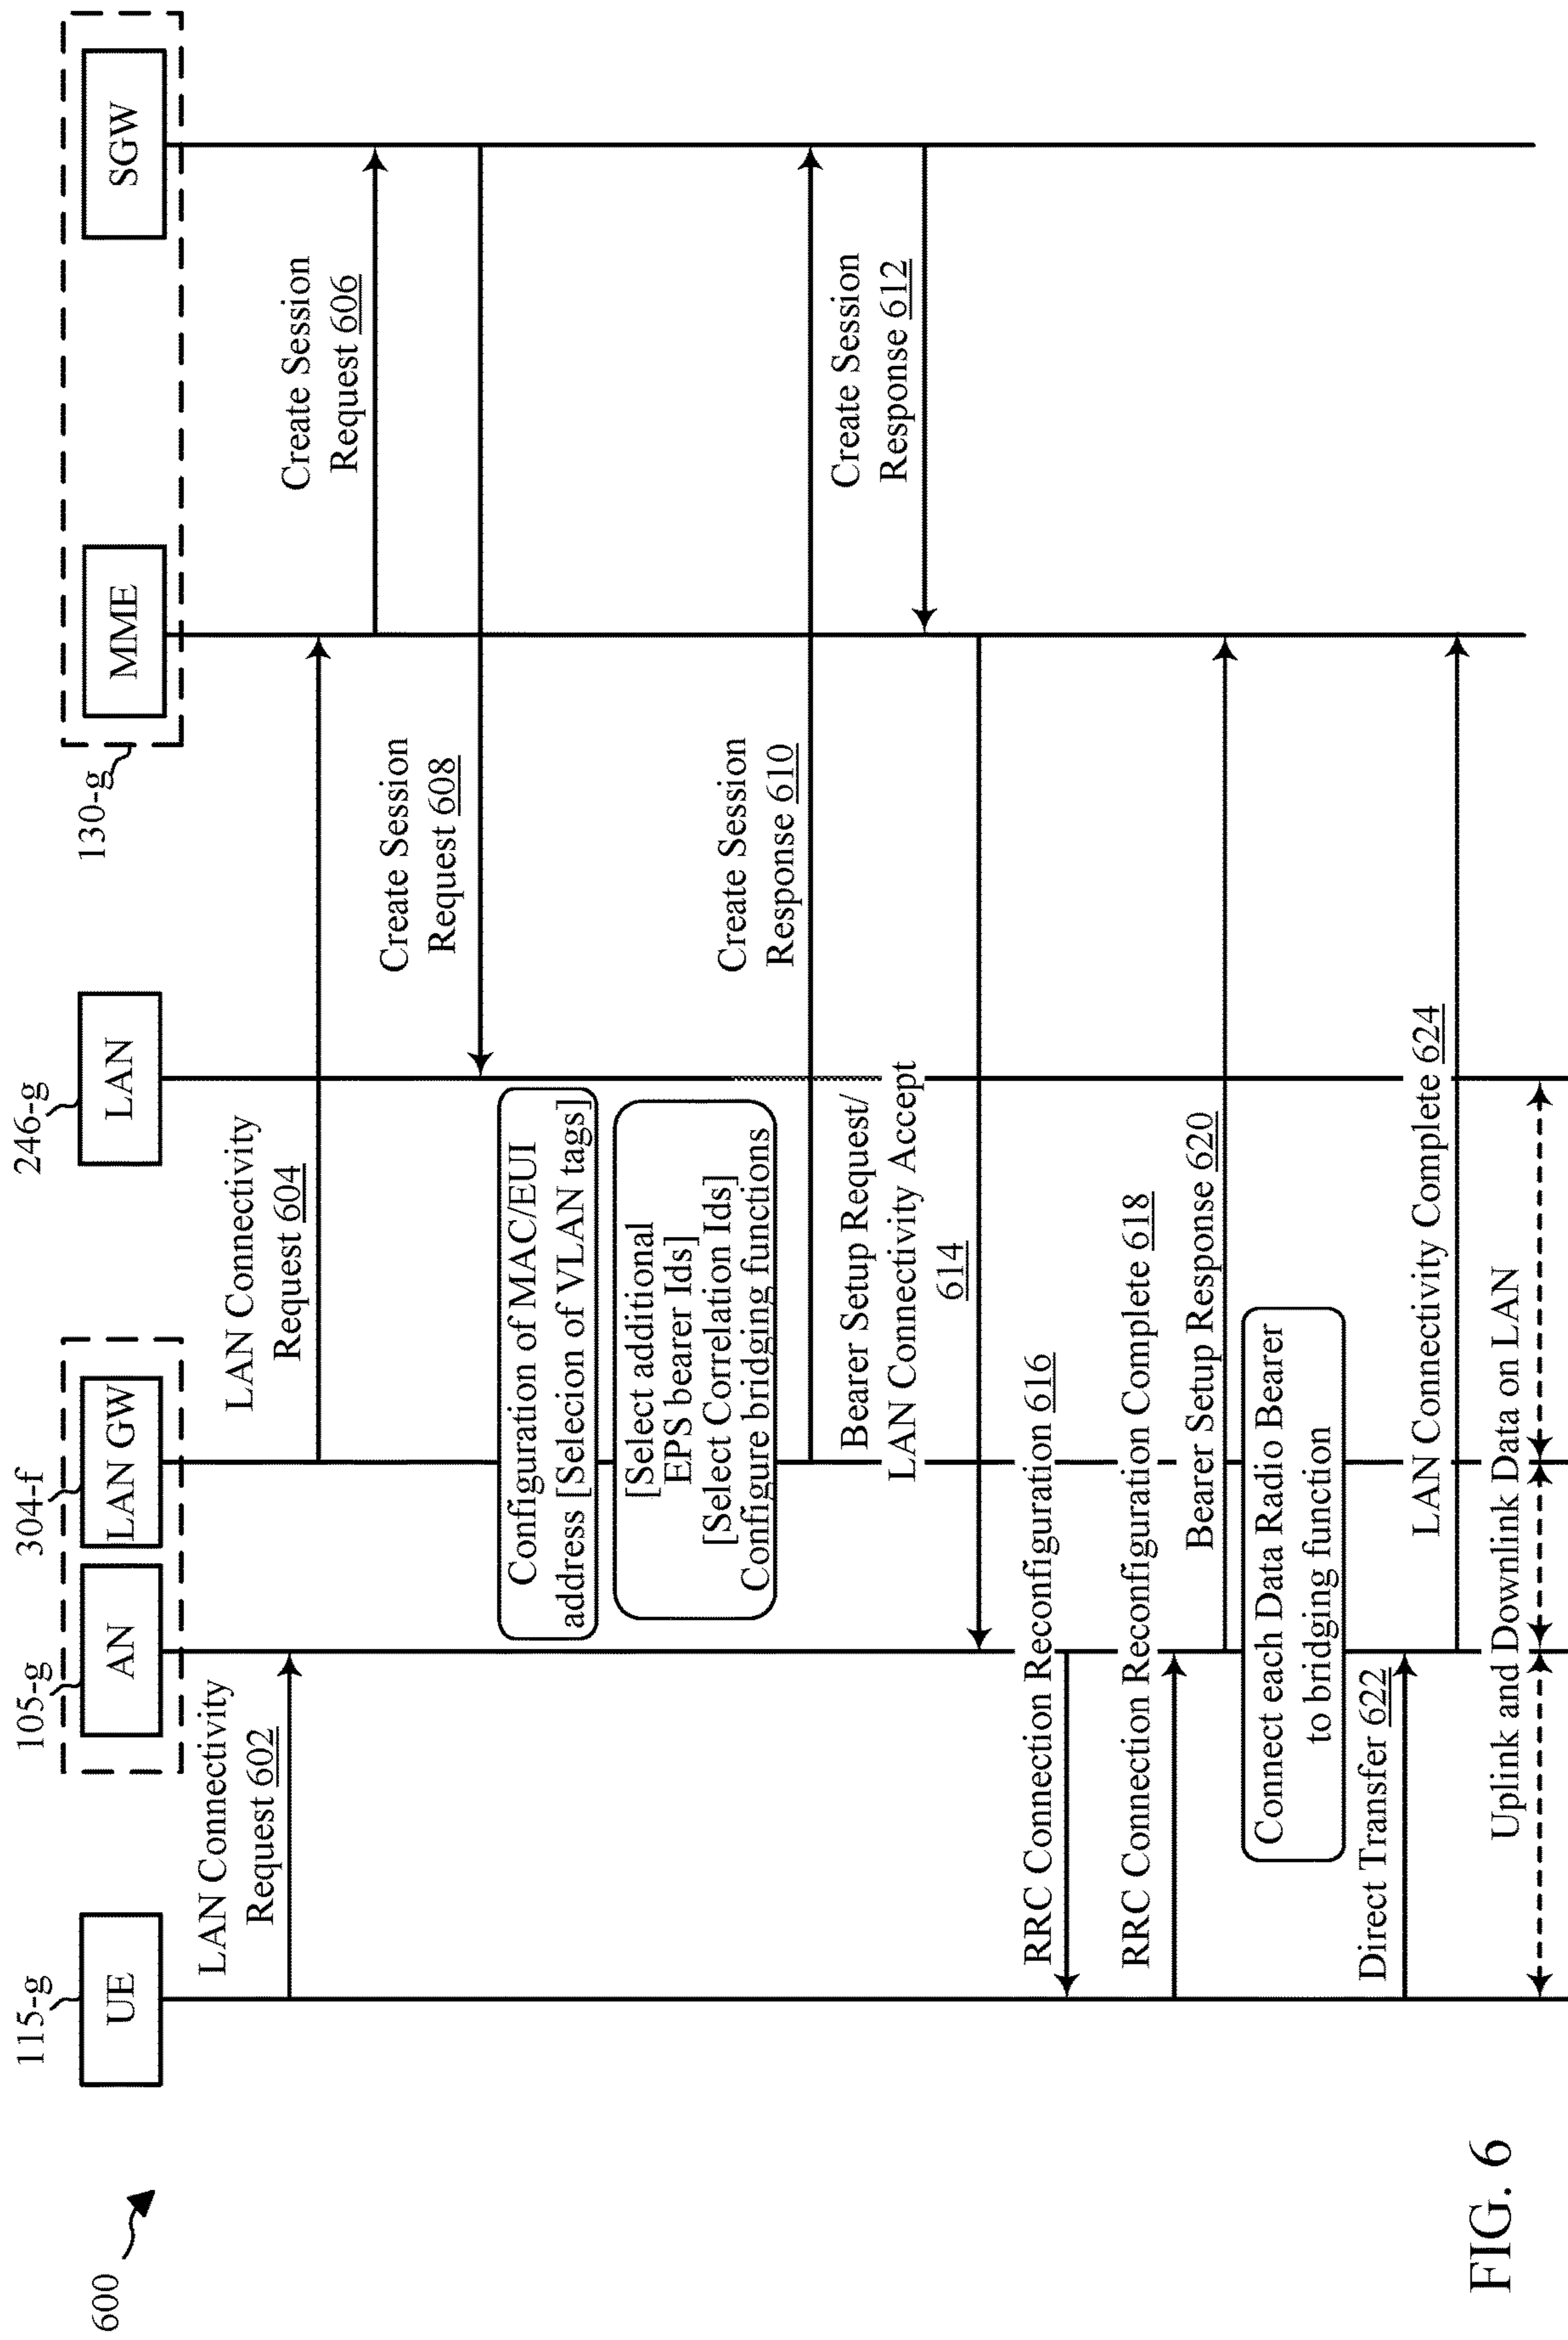 600
115-g
105-g
304-f
246-g
130-g
UE
AN
LAN GW
LAN
MME
SGW
LAN Connectivity
Request 602
LAN Connectivity
Request 604
Create Session
Request 606
Create Session
Request 608
Configuration of MAC/EUI
address [Selecion of VLAN tags]
[Select additional
EPS bearer Ids]
[Select Correlation Ids]
Configure bridging functions
Create Session
Response 610
Create Session
Response 612
Bearer Setup Request/
LAN Connectivity Accept
614
RRC Connection Reconfiguration 616
RRC Connection Reconfiguration Complete 618
Bearer Setup Response 620
Connect each Data Radio Bearer
to bridging function
Direct Transfer 622
LAN Connectivity Complete 624
Uplink and Downlink Data on LAN
FIG. 6